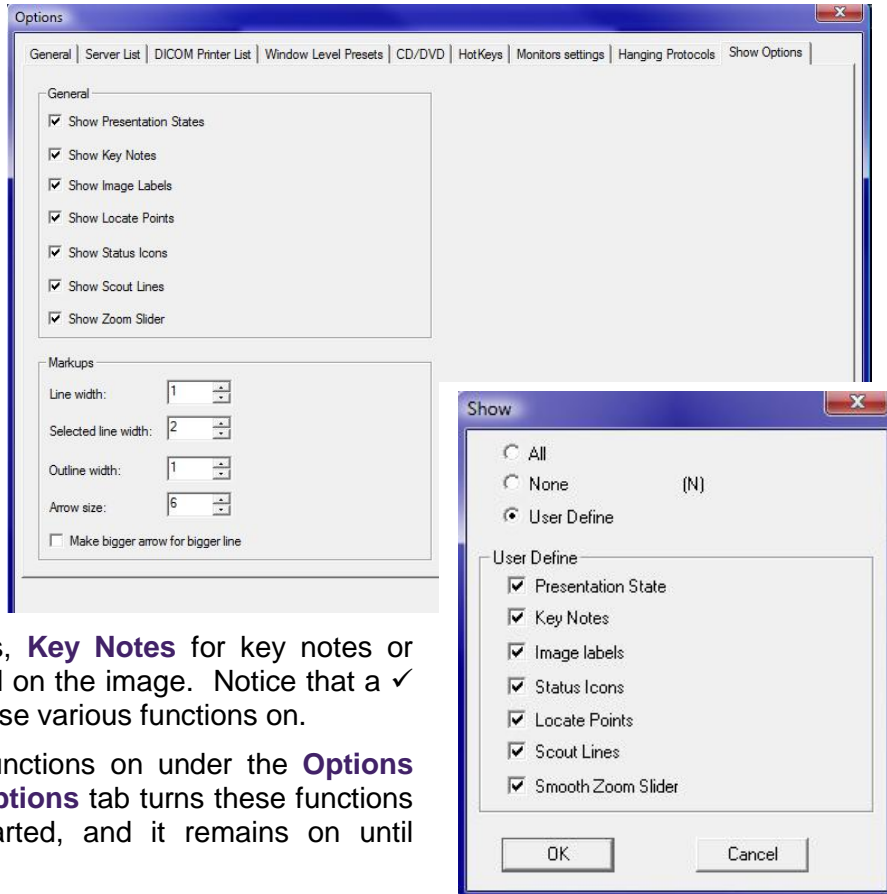 Options
General
Server List
DICOM Printer List
Window Level Presets
CD/DVD
HotKeys
Monitors settings
Hanging Protocols
Show Options
General
Show Presentation States
Show Key Notes
Show Image Labels
Show Locate Points
Show Status Icons
Show Scout Lines
Show Zoom Slider
Markups
Line width: 1
Selected line width: 2
Outline width: 1
Arrow size: 6
Make bigger arrow for bigger line
Show
All
None (N)
User Define
User Define
Presentation State
Key Notes
Image labels
Status Icons
Locate Points
Scout Lines
Smooth Zoom Slider
OK Cancel
s, Key Notes for key notes or
on the image. Notice that a ✓
se various functions on.
unctions on under the Options
ptions tab turns these functions
arted, and it remains on until